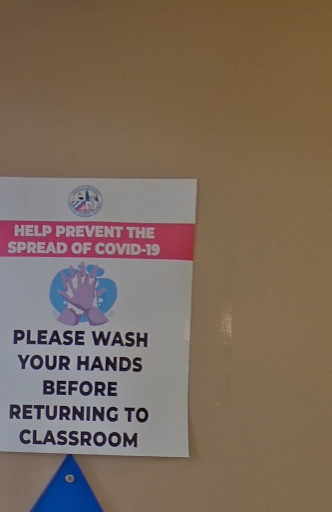 HELP PREVENT THE
SPREAD OF COVID-19
PLEASE WASH
YOUR HANDS
BEFORE
RETURNING TO
CLASSROOM